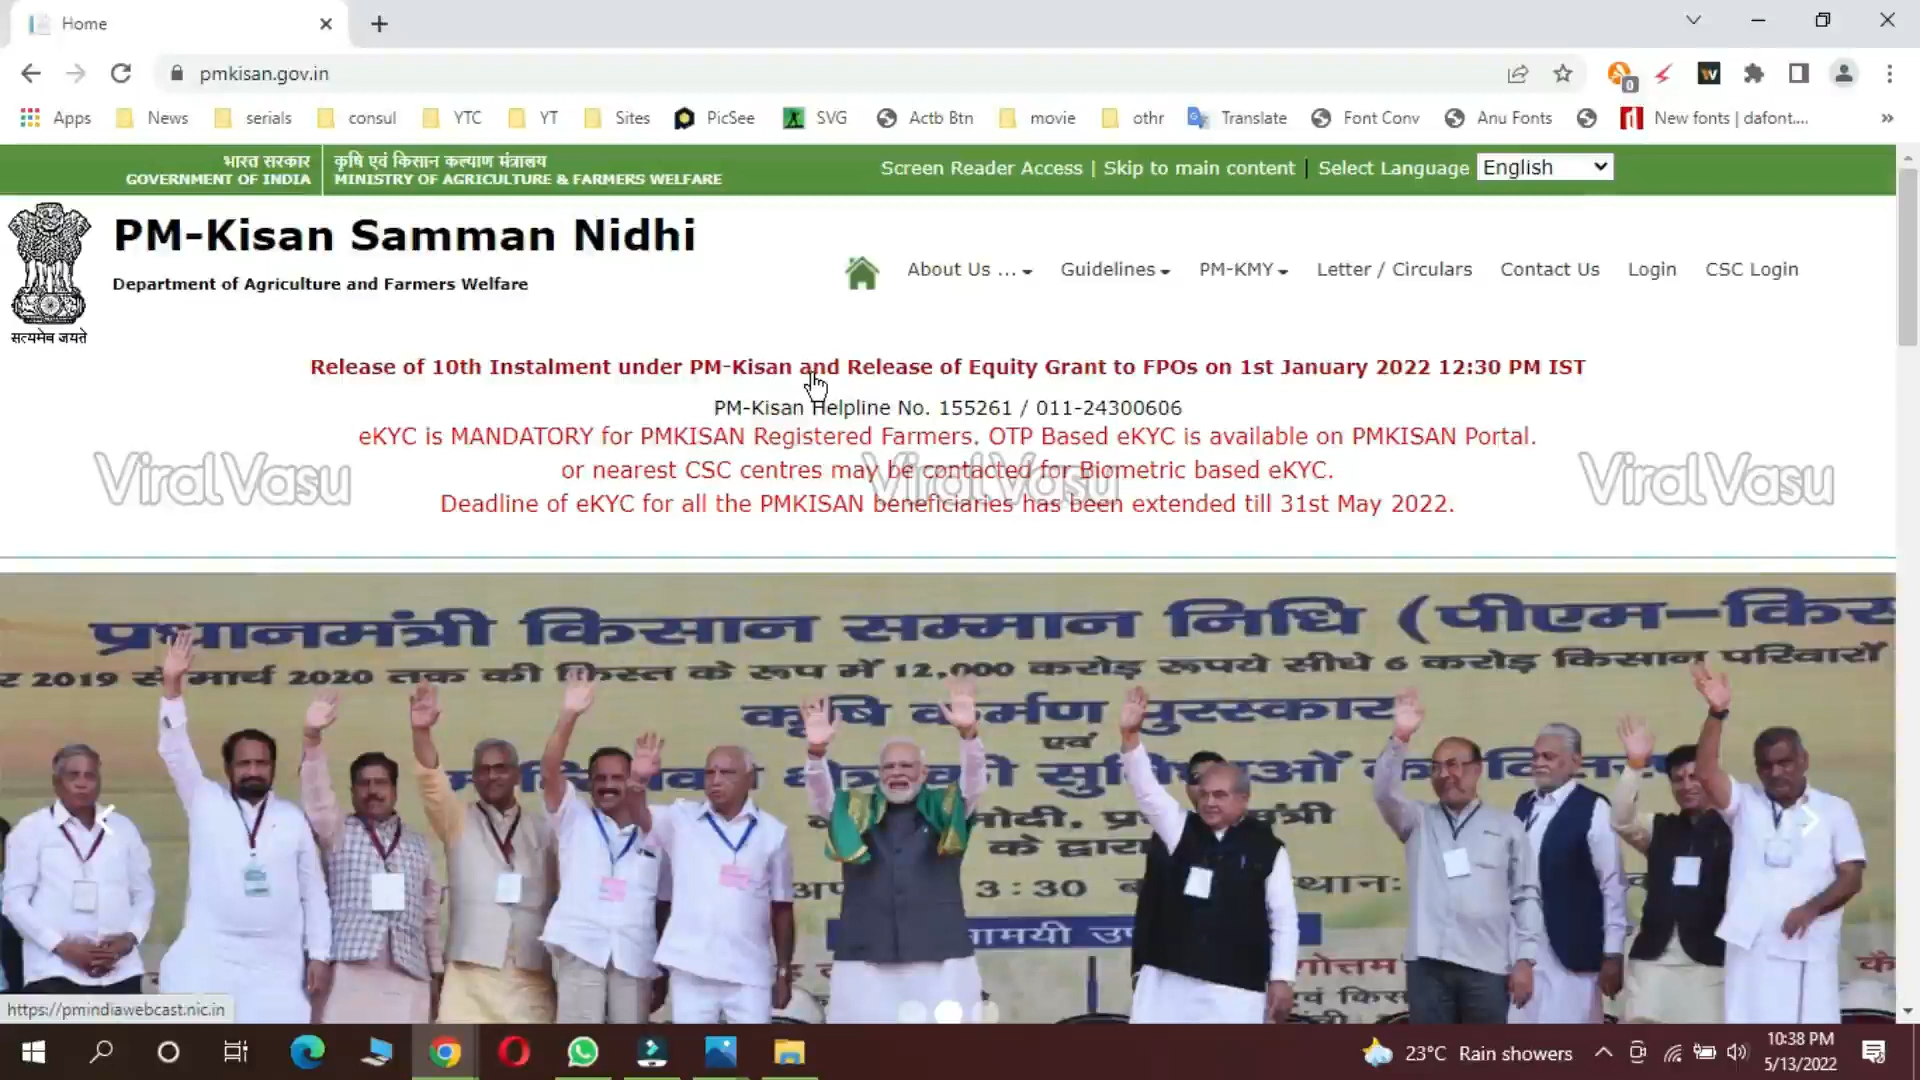 Home
pmkisan.gov.in
0
Apps News serials consul YTC YT Sites PicSee SVG Actb Btn movie othr Translate Font Conv Anu Fonts New fonts | dafont.... »
भारत सरकार
GOVERNMENT OF INDIA
कृषि एवं किसान कल्याण मंत्रालय
MINISTRY OF AGRICULTURE & FARMERS WELFARE
Screen Reader Access | Skip to main content | Select Language English
PM-Kisan Samman Nidhi
Department of Agriculture and Farmers Welfare
सत्यमेव जयते
About Us ... Guidelines PM-KMY Letter / Circulars Contact Us Login CSC Login
Release of 10th Instalment under PM-Kisan and Release of Equity Grant to FPOs on 1st January 2022 12:30 PM IST
PM-Kisan Helpline No. 155261 / 011-24300606
eKYC is MANDATORY for PMKISAN Registered Farmers. OTP Based eKYC is available on PMKISAN Portal.
or nearest CSC centres may be contacted for Biometric based eKYC.
Deadline of eKYC for all the PMKISAN beneficiaries has been extended till 31st May 2022.
ViralVasu ViralVasu ViralVasu
प्रधानमंत्री किसान सम्मान निधि (पीएम-किस
र 2019 से मार्च 2020 तक की किस्त के रूप में 12,000 करोड़ रूपये सीधे 6 करोड़ किसान परिवारों
कृषि कर्मण पुरस्कार
एवं
की सुविधाओं
मोदी, प्रधानमंत्री
के द्वारा
3:30
https://pmindiawebcast.nic.in
23°C Rain showers
10:38 PM
5/13/2022